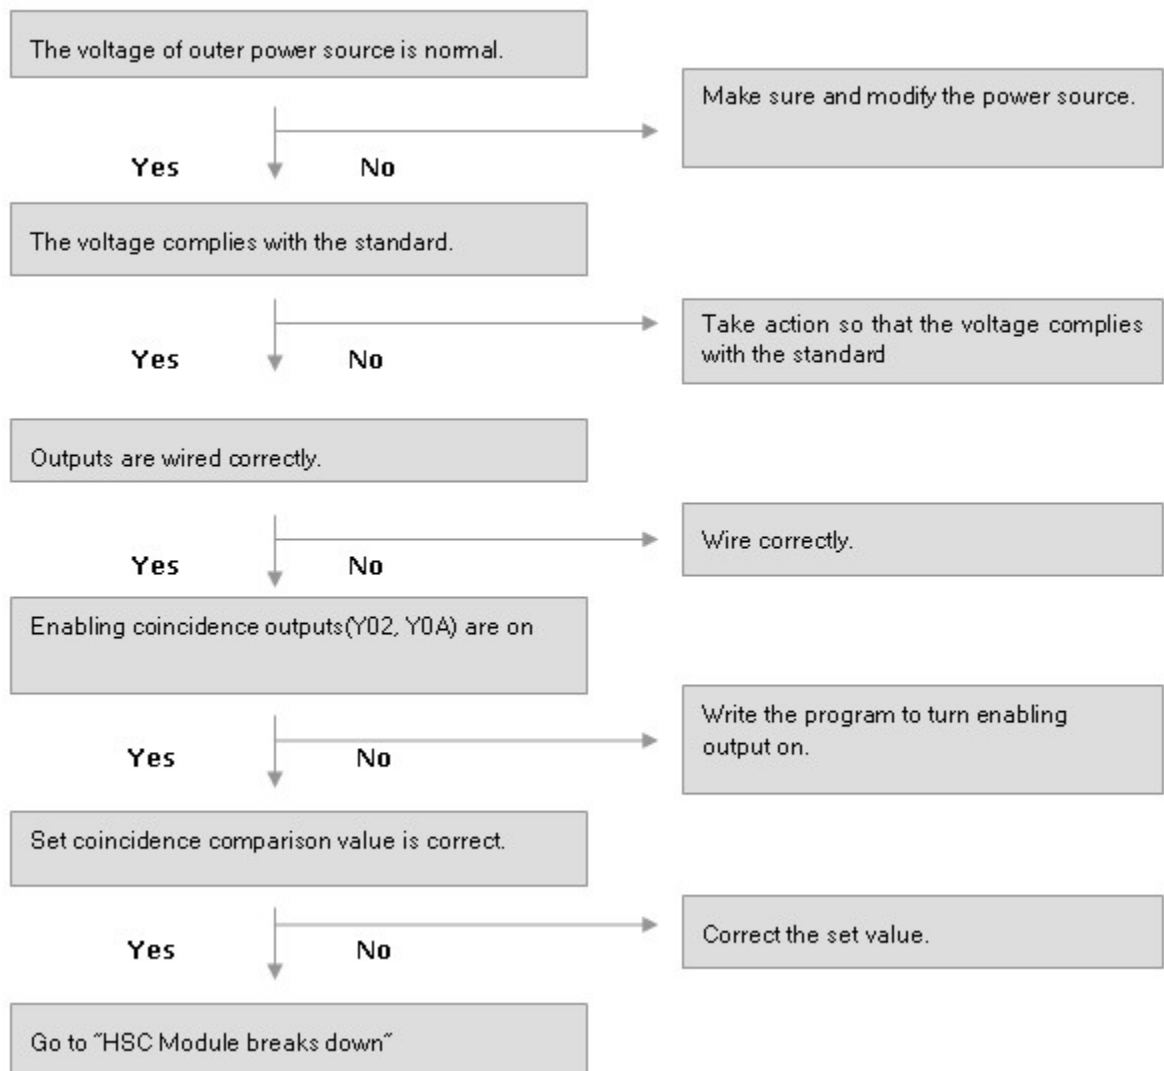 The voltage of outer power source is normal.
Make sure and modify the power source.
Yes No
The voltage complies with the standard.
Take action so that the voltage complies
with the standard
Yes No
Outputs are wired correctly.
Wire correctly.
Yes No
Enabling coincidence outputs(Y02, Y0A) are on
Write the program to turn enabling
output on.
Yes No
Set coincidence comparison value is correct.
Correct the set value.
Yes No
Go to "HSC Module breaks down"